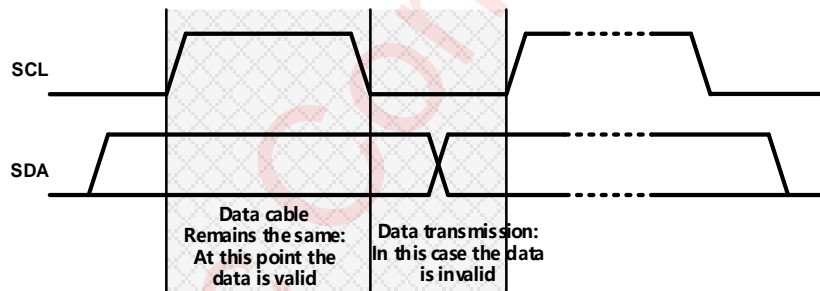 SCL
SDA
Data cable
Remains the same:
At this point the
data is valid
Data transmission:
In this case the data
is invalid